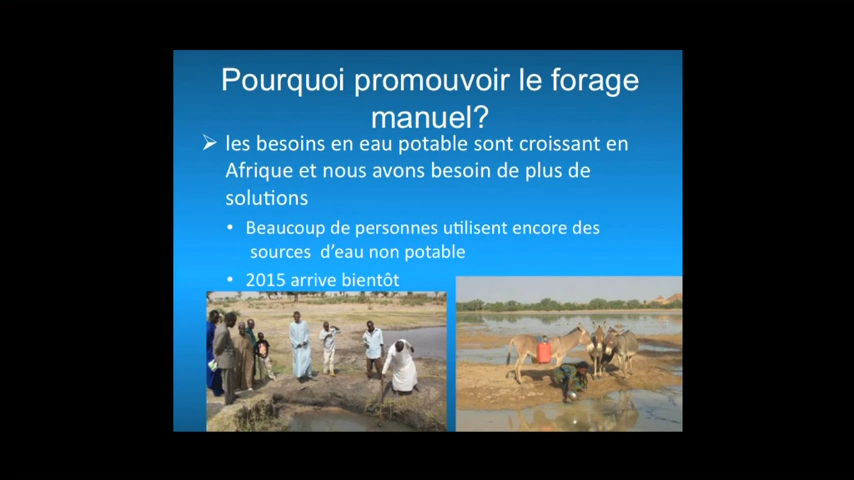 Pourquoi promouvoir le forage
manuel?
➢ les besoins en eau potable sont croissant en
Afrique et nous avons besoin de plus de
solutions
• Beaucoup de personnes utilisent encore des
sources d'eau non potable
• 2015 arrive bientôt